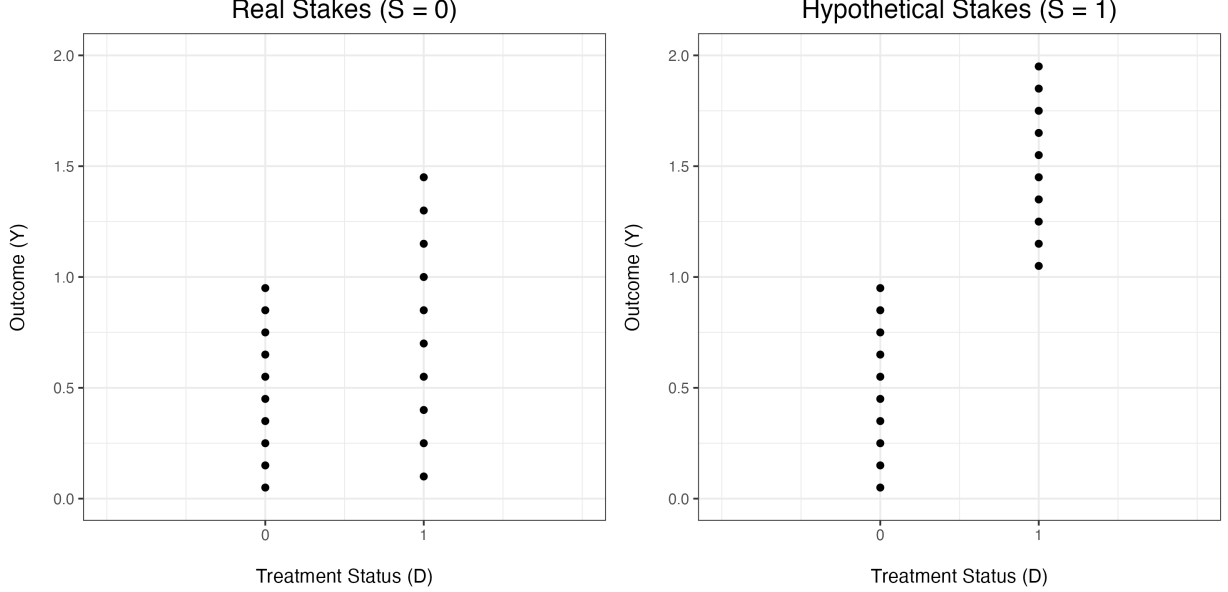 Real Stakes (S = 0)
Outcome (Y)
2.0
1.5
1.0
0.5
0.0
0 1
Treatment Status (D)
Hypothetical Stakes (S = 1)
Outcome (Y)
2.0
1.5
1.0
0.5
0.0
0 1
Treatment Status (D)